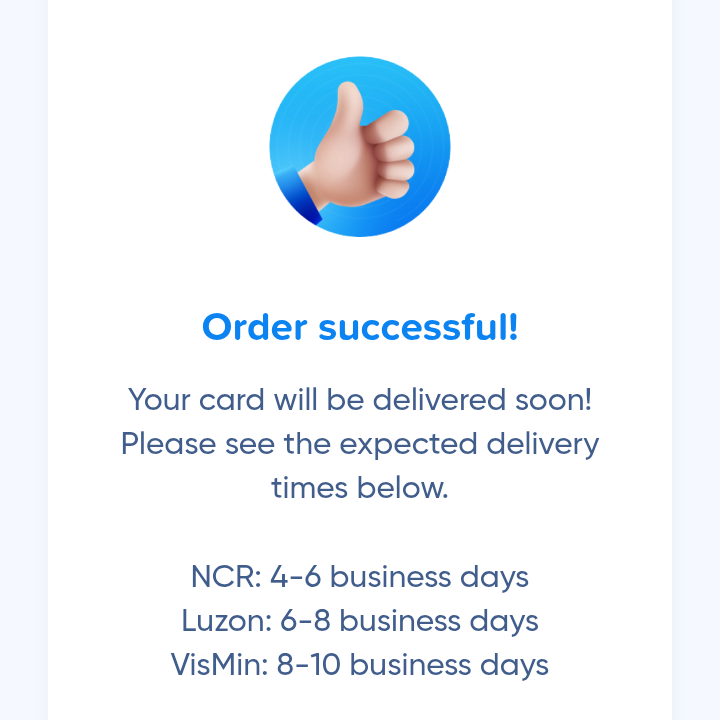 Order successful!
Your card will be delivered soon!
Please see the expected delivery
times below.
NCR: 4-6 business days
Luzon: 6-8 business days
VisMin: 8-10 business days